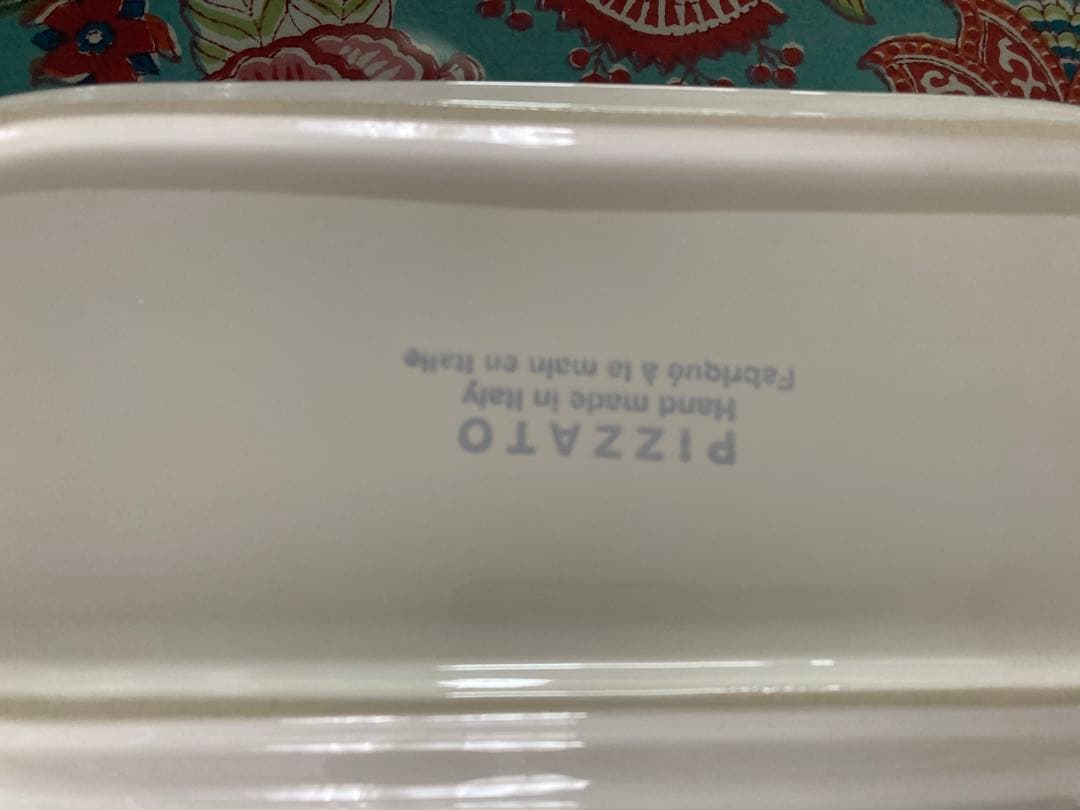 PIZZATO
Hand made in Italy
Fabriqué à la main en Italie